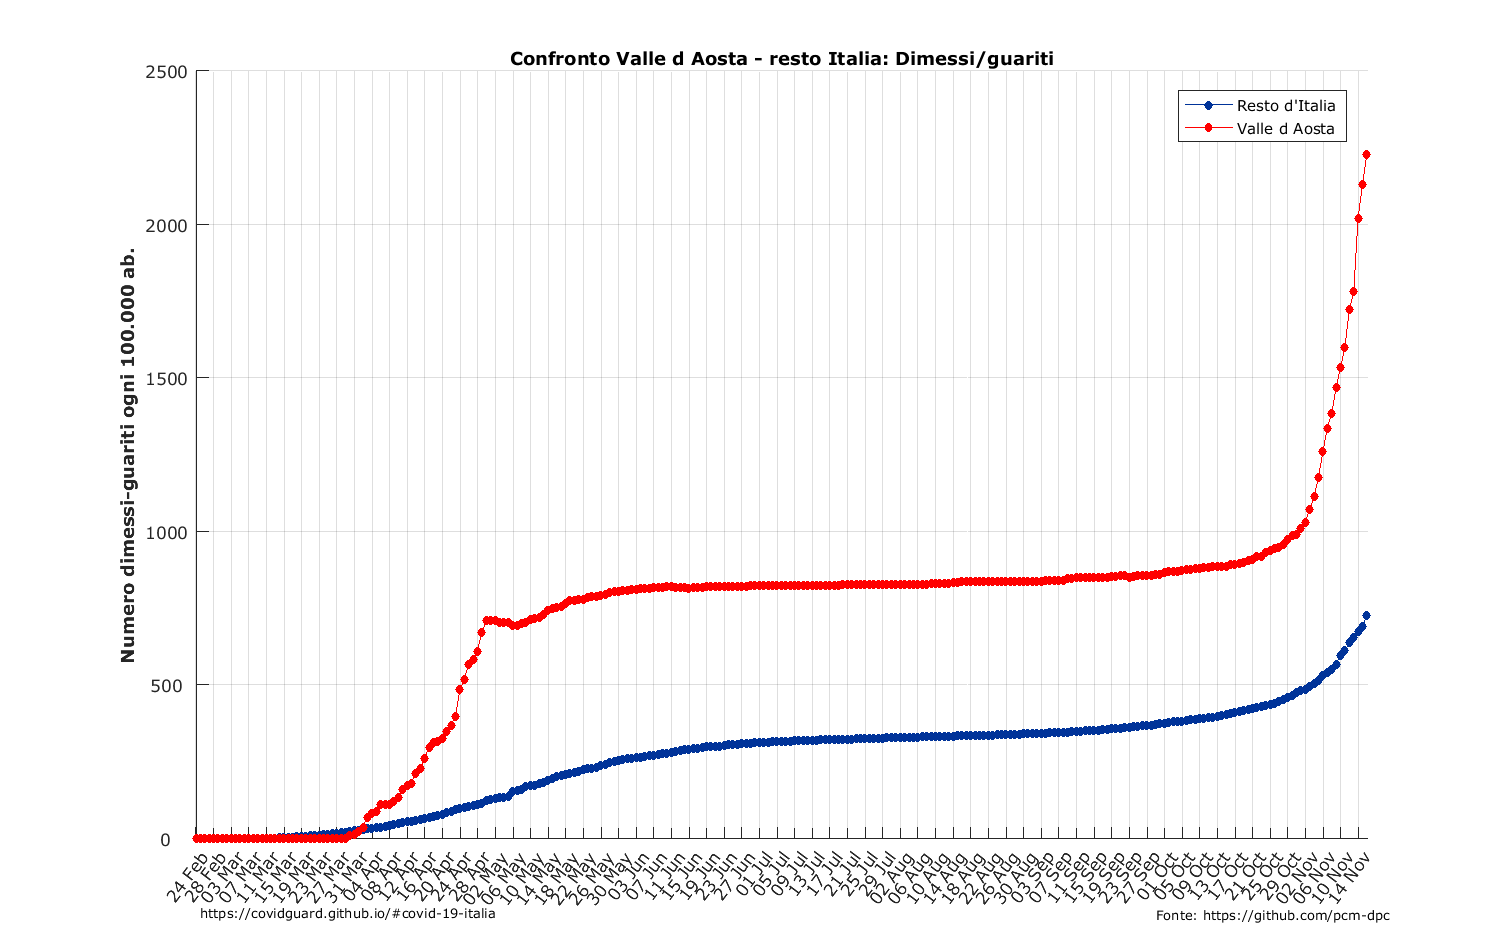 Confronto Valle d Aosta - resto Italia: Dimessi/guariti
Resto d'Italia
Valle d Aosta
Numero dimessi-guariti ogni 100.000 ab.
2500
2000
1500
1000
500
0
24 Feb
28 Feb
03 Mar
07 Mar
11 Mar
15 Mar
19 Mar
23 Mar
27 Mar
31 Mar
04 Apr
08 Apr
12 Apr
16 Apr
20 Apr
24 Apr
28 Apr
02 May
06 May
10 May
14 May
18 May
22 May
26 May
30 May
03 Jun
07 Jun
11 Jun
15 Jun
19 Jun
23 Jun
27 Jun
01 Jul
05 Jul
09 Jul
13 Jul
17 Jul
21 Jul
25 Jul
29 Jul
02 Aug
06 Aug
10 Aug
14 Aug
18 Aug
22 Aug
26 Aug
30 Aug
03 Sep
07 Sep
11 Sep
15 Sep
19 Sep
23 Sep
27 Sep
01 Oct
05 Oct
09 Oct
13 Oct
17 Oct
21 Oct
25 Oct
29 Oct
02 Nov
06 Nov
10 Nov
14 Nov
https://covidguard.github.io/#covid-19-italia
Fonte: https://github.com/pcm-dpc